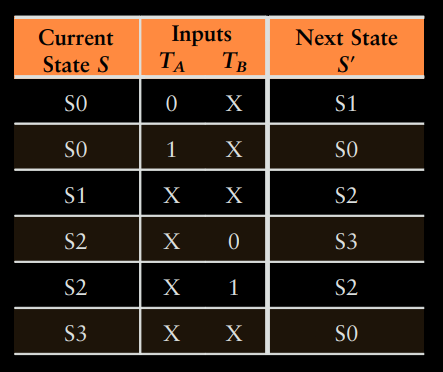 Current State S Inputs Next State S′
T_A T_B
S0 0 X S1
S0 1 X S0
S1 X X S2
S2 X 0 S3
S2 X 1 S2
S3 X X S0